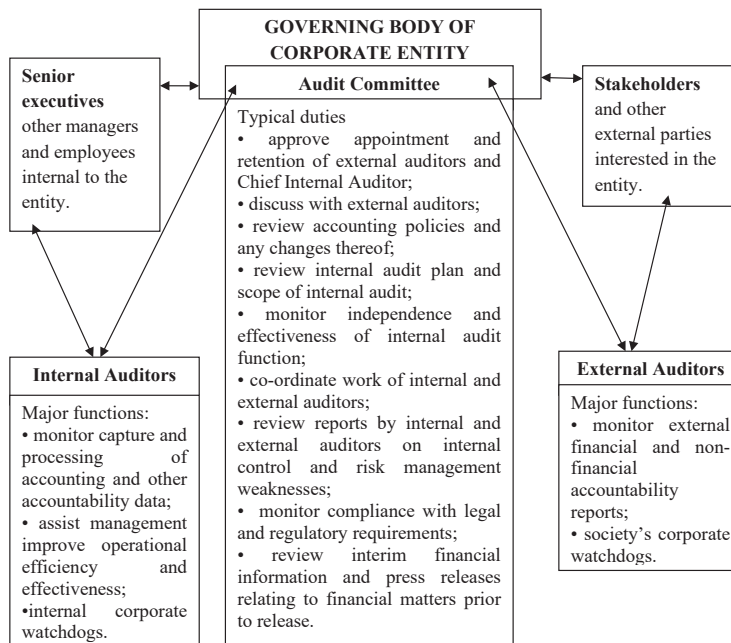 GOVERNING BODY OF
CORPORATE ENTITY
Audit Committee
Senior
executives
other managers
and employees
internal to the
entity.
Stakeholders
and other
external parties
interested in the
entity.
Typical duties
• approve appointment and
retention of external auditors and
Chief Internal Auditor;
• discuss with external auditors;
• review accounting policies and
any changes thereof;
• review internal audit plan and
scope of internal audit;
• monitor independence and
effectiveness of internal audit
function;
• co-ordinate work of internal and
external auditors;
• review reports by internal and
external auditors on internal
control and risk management
weaknesses;
• monitor compliance with legal
and regulatory requirements;
• review interim financial
information and press releases
relating to financial matters prior
to release.
Internal Auditors
Major functions:
• monitor capture and
processing of
accounting and other
accountability data;
• assist management
improve operational
efficiency and
effectiveness;
•internal corporate
watchdogs.
External Auditors
Major functions:
• monitor external
financial and non-
financial
accountability
reports;
• society’s corporate
watchdogs.